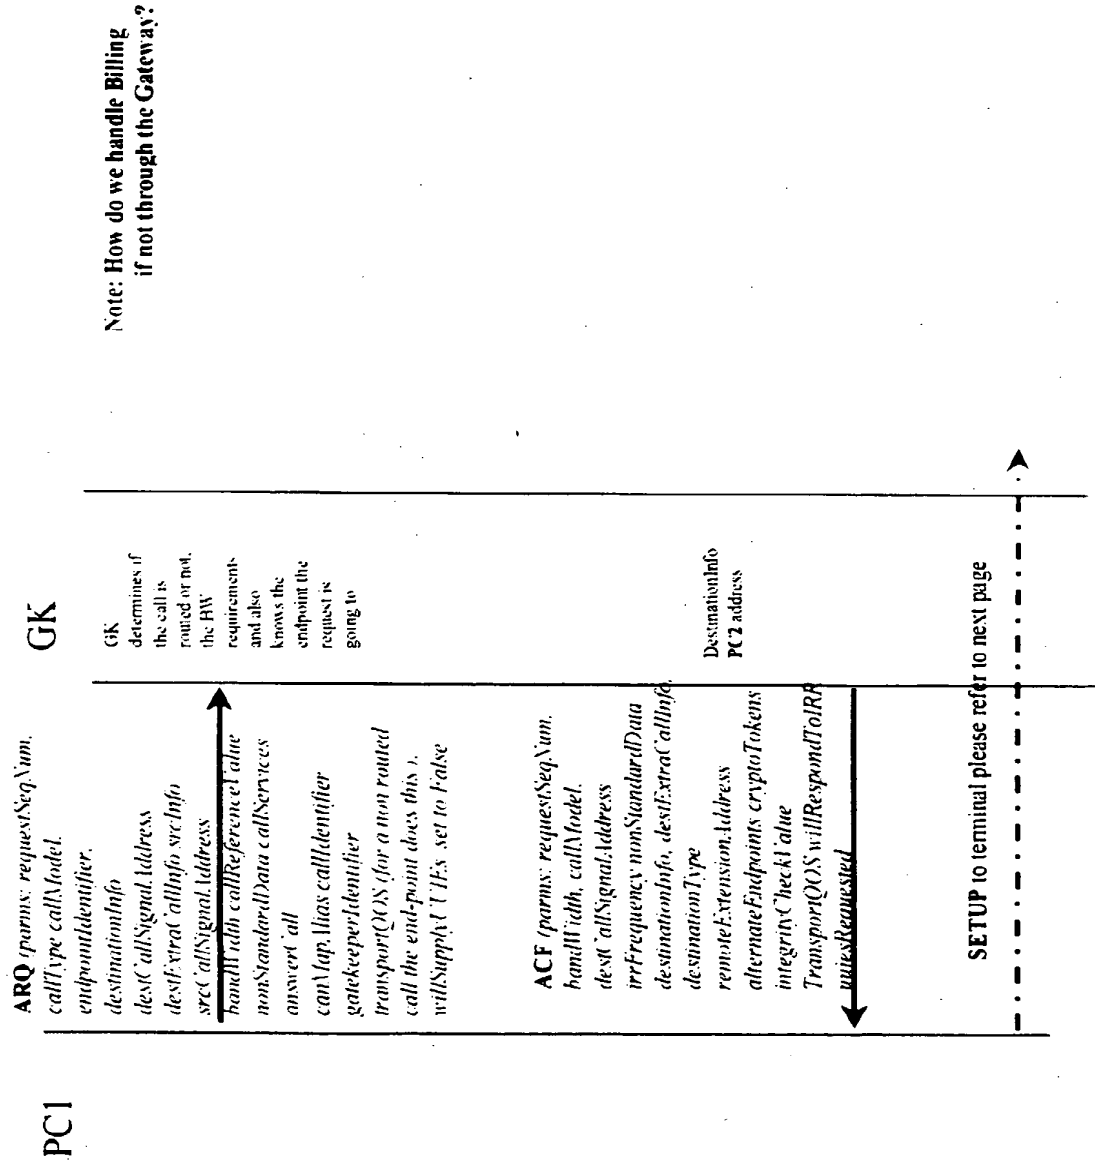 PC1
GK
Note: How do we handle Billing
if not through the Gateway?
ARQ (parms: requestSeqNum,
callType callModel,
endpointIdentifier,
destinationInfo
destCallSignalAddress
destExtraCallInfo srcInfo
srcCallSignalAddress
bandWidth callReferenceValue
nonStandardData callServices
answerCall
canMapAlias callIdentifier
gatekeeperIdentifier
transportQOS (for a non routed
call the end-point does this ),
willSupplyUUIEs set to False
GK
determines if
the call is
routed or not.
the BW
requirements
and also
knows the
endpoint the
request is
going to
ACF (parms: requestSeqNum,
bandWidth, callModel,
destCallSignalAddress
irrFrequency nonStandardData
destinationInfo, destExtraCallInfo,
destinationType
remoteExtensionAddress
alternateEndpoints cryptoTokens
integrityCheckValue
TransportQOS willRespondToIRR
uuiesRequested
DestinationInfo
PC2 address
SETUP to terminal please refer to next page